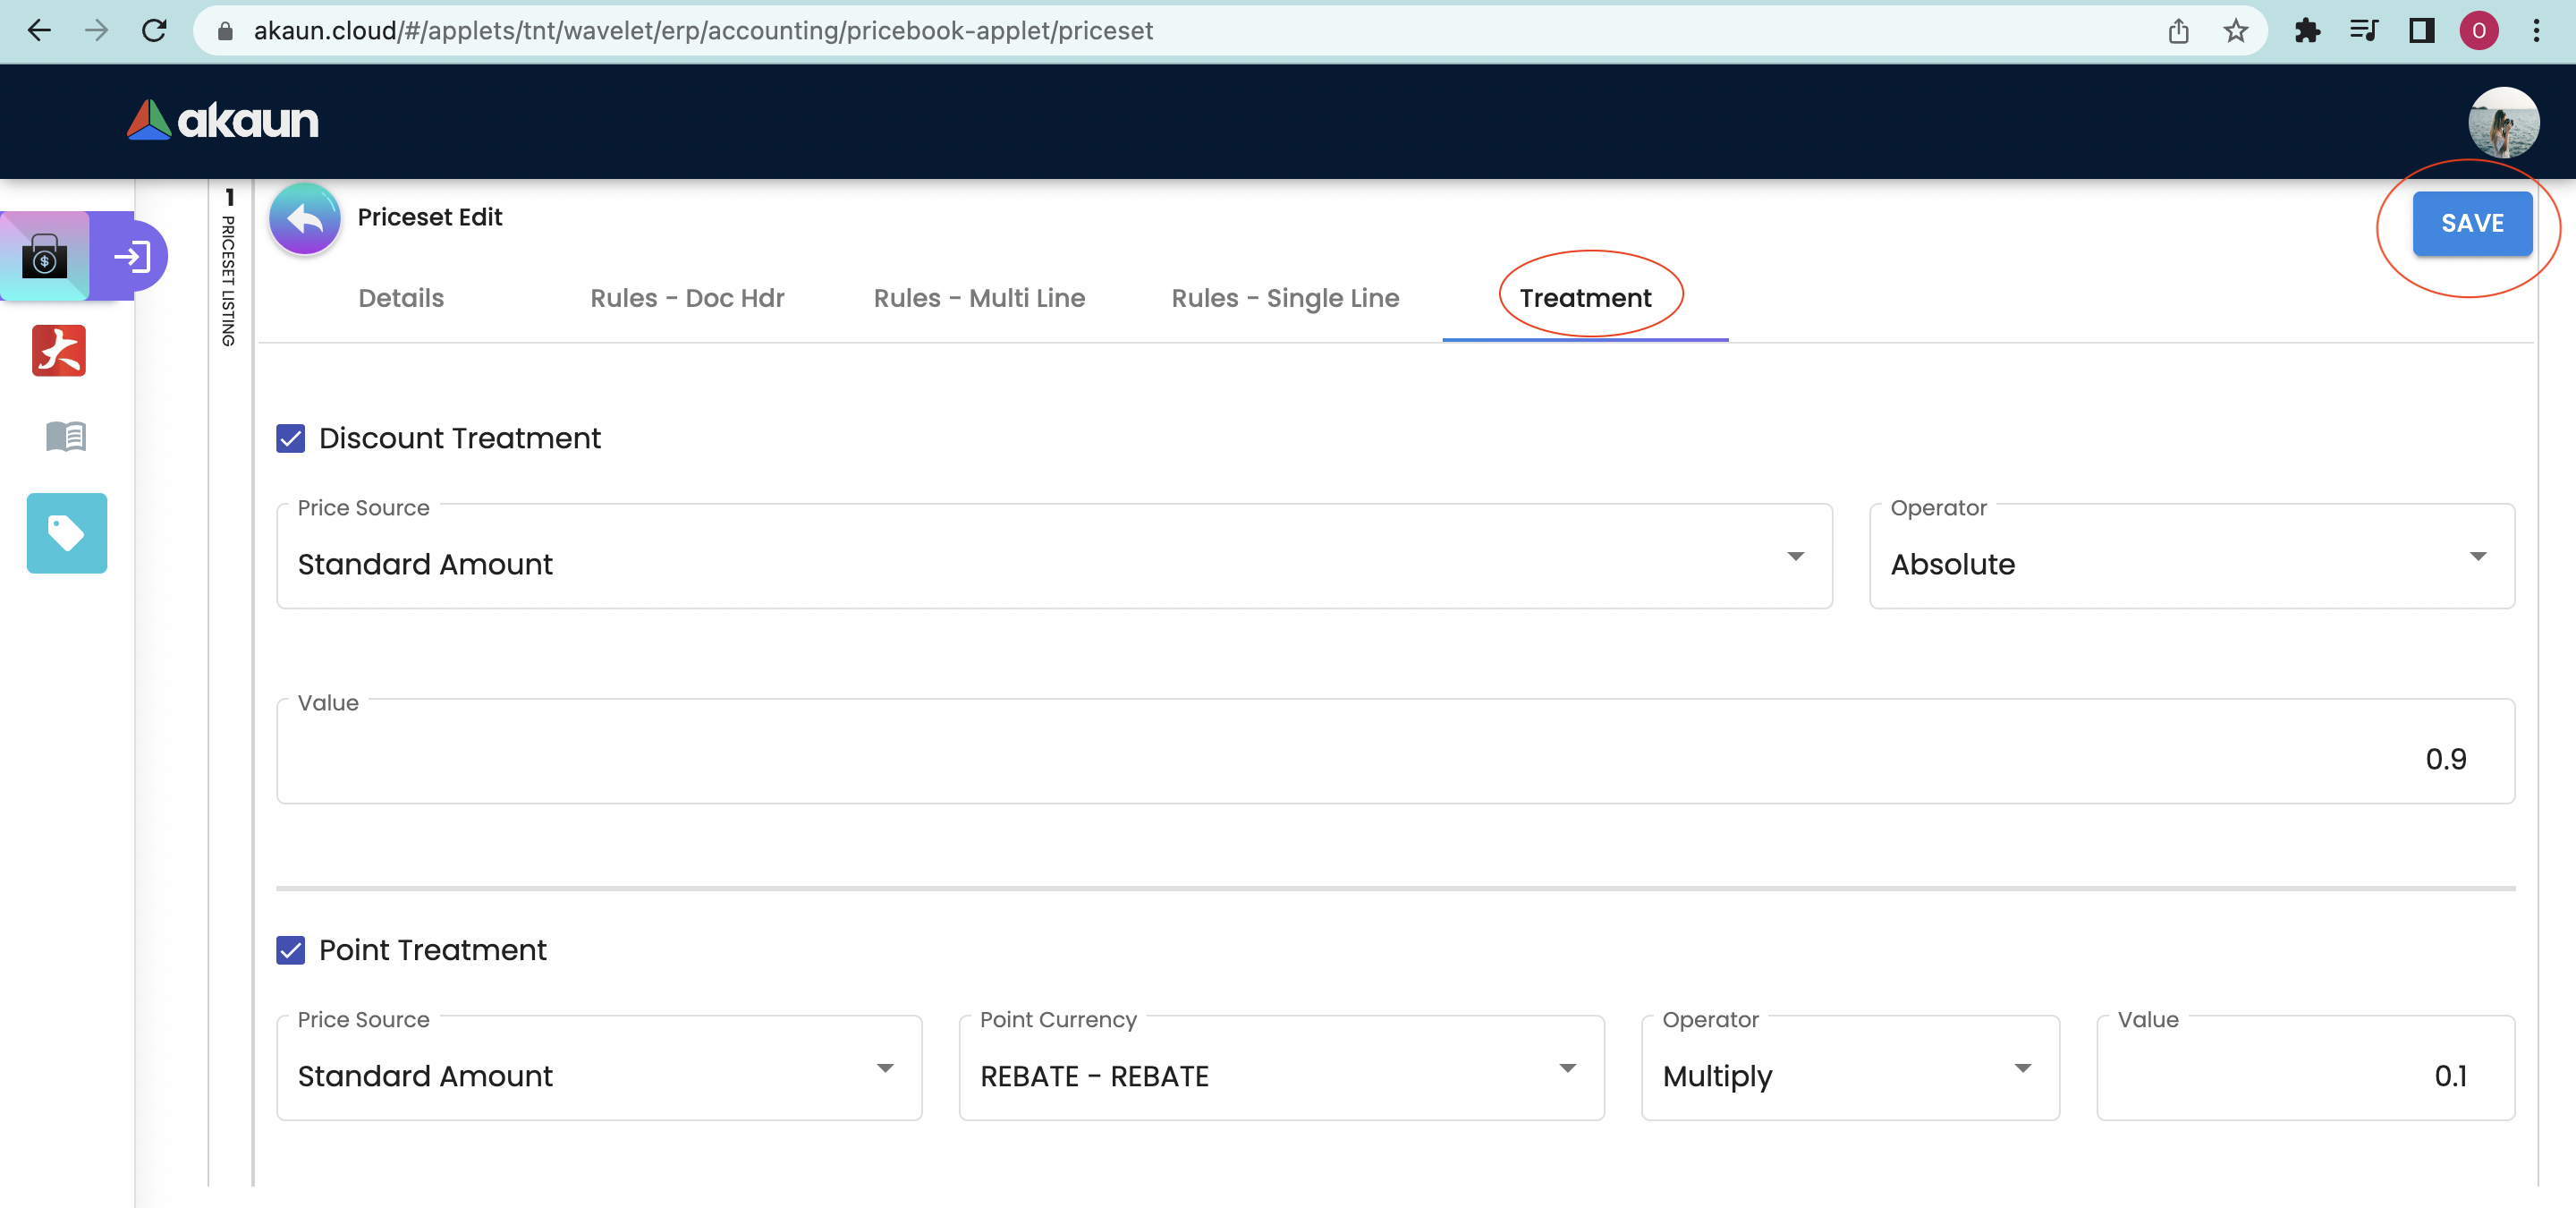 akaun.cloud/#/applets/tnt/wavelet/erp/accounting/pricebook-applet/priceset
O
akaun
1
PRICESET LISTING
Priceset Edit
SAVE
Details
Rules - Doc Hdr
Rules - Multi Line
Rules - Single Line
Treatment
$
大
Discount Treatment
Price Source
Standard Amount
Operator
Absolute
Value
0.9
Point Treatment
Price Source
Standard Amount
Point Currency
REBATE - REBATE
Operator
Multiply
Value
0.1